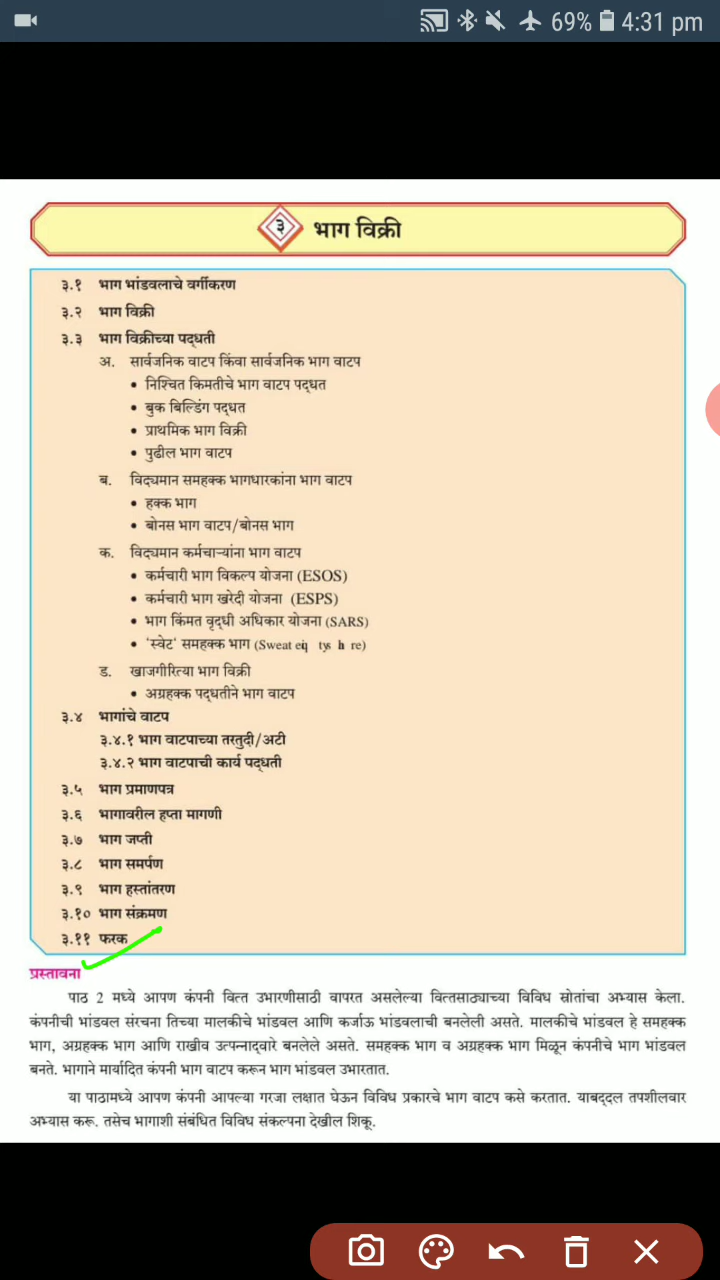 69% 4:31 pm
३ भाग विक्री
३.१ भाग भांडवलाचे वर्गीकरण
३.२ भाग विक्री
३.३ भाग विक्रीच्या पद्धती
अ. सार्वजनिक वाटप किंवा सार्वजनिक भाग वाटप
• निश्चित किमतीचे भाग वाटप पद्धत
• बुक बिल्डिंग पद्धत
• प्राथमिक भाग विक्री
• पुढील भाग वाटप
ब. विद्यमान समहक्क भागधारकांना भाग वाटप
• हक्क भाग
• बोनस भाग वाटप/बोनस भाग
क. विद्यमान कर्मचाऱ्यांना भाग वाटप
• कर्मचारी भाग विकल्प योजना (ESOS)
• कर्मचारी भाग खरेदी योजना (ESPS)
• भाग किंमत वृद्धी अधिकार योजना (SARS)
• ‘स्वेट‘ समहक्क भाग (Sweat
ड. खाजगीरित्या भाग विक्री
• अग्रहक्क पद्धतीने भाग वाटप
३.४ भागांचे वाटप
३.४.१ भाग वाटपाच्या तरतुदी/अटी
३.४.२ भाग वाटपाची कार्य पद्धती
३.५ भाग प्रमाणपत्र
३.६ भागावरील हप्ता मागणी
३.७ भाग जप्ती
३.८ भाग समर्पण
३.९ भाग हस्तांतरण
३.१० भाग संक्रमण
३.११ फरक
प्रस्तावना
पाठ 2 मध्ये आपण कंपनी वित्त उभारणीसाठी वापरत असलेल्या वित्तसाठ्याच्या विविध स्रोतांचा अभ्यास केला.
कंपनीची भांडवल संरचना तिच्या मालकीचे भांडवल आणि कर्जाऊ भांडवलाची बनलेली असते. मालकीचे भांडवल हे समहक्क
भाग, अग्रहक्क भाग आणि राखीव उत्पन्नाद्वारे बनलेले असते. समहक्क भाग व अग्रहक्क भाग मिळून कंपनीचे भाग भांडवल
बनते. भागाने मार्यादित कंपनी भाग वाटप करून भाग भांडवल उभारतात.
या पाठामध्ये आपण कंपनी आपल्या गरजा लक्षात घेऊन विविध प्रकारचे भाग वाटप कसे करतात. याबद्दल तपशीलवार
अभ्यास करू. तसेच भागाशी संबंधित विविध संकल्पना देखील शिकू.